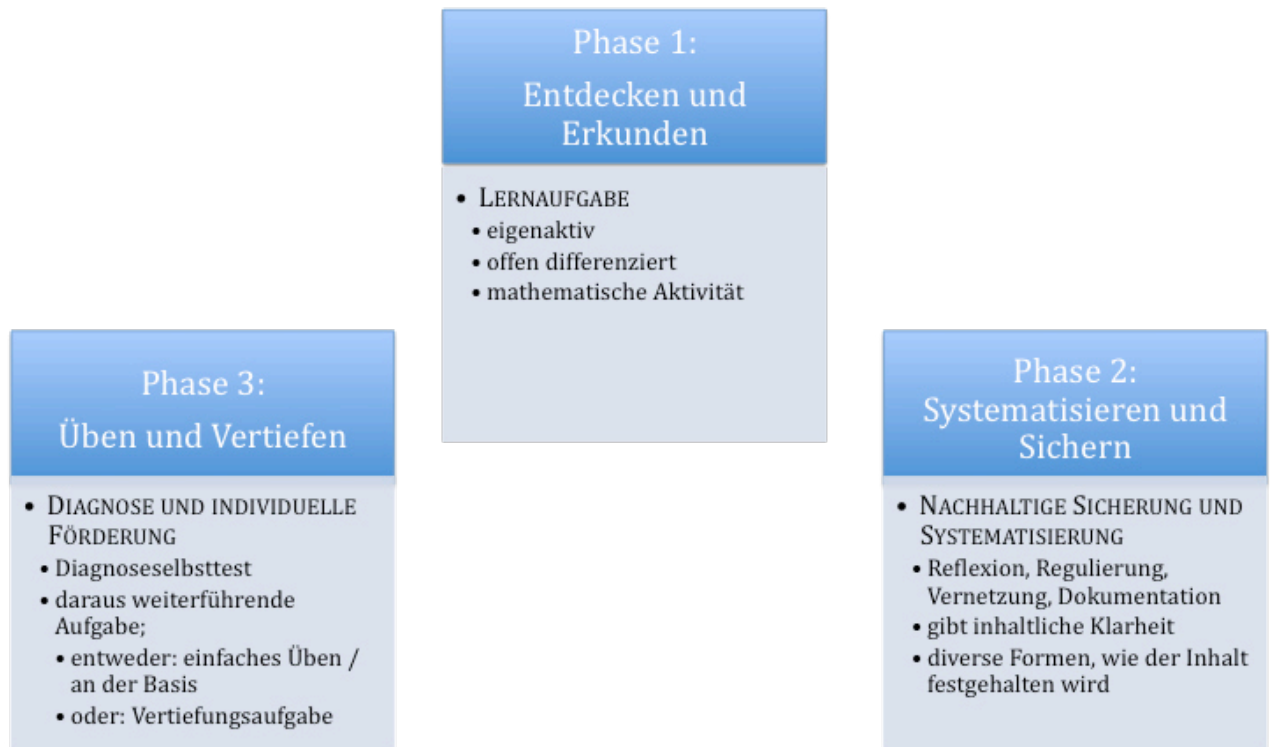 Phase 1:
Entdecken und
Erkunden
• LERNAUFGABE
• eigenaktiv
• offen differenziert
• mathematische Aktivität
Phase 2:
Systematisieren und
Sichern
• NACHHALTIGE SICHERUNG UND
SYSTEMATISIERUNG
• Reflexion, Regulierung,
Vernetzung, Dokumentation
• gibt inhaltliche Klarheit
• diverse Formen, wie der Inhalt
festgehalten wird
Phase 3:
Üben und Vertiefen
• DIAGNOSE UND INDIVIDUELLE
FÖRDERUNG
• Diagnoseselbsttest
• daraus weiterführende
Aufgabe;
• entweder: einfaches Üben /
an der Basis
• oder: Vertiefungsaufgabe